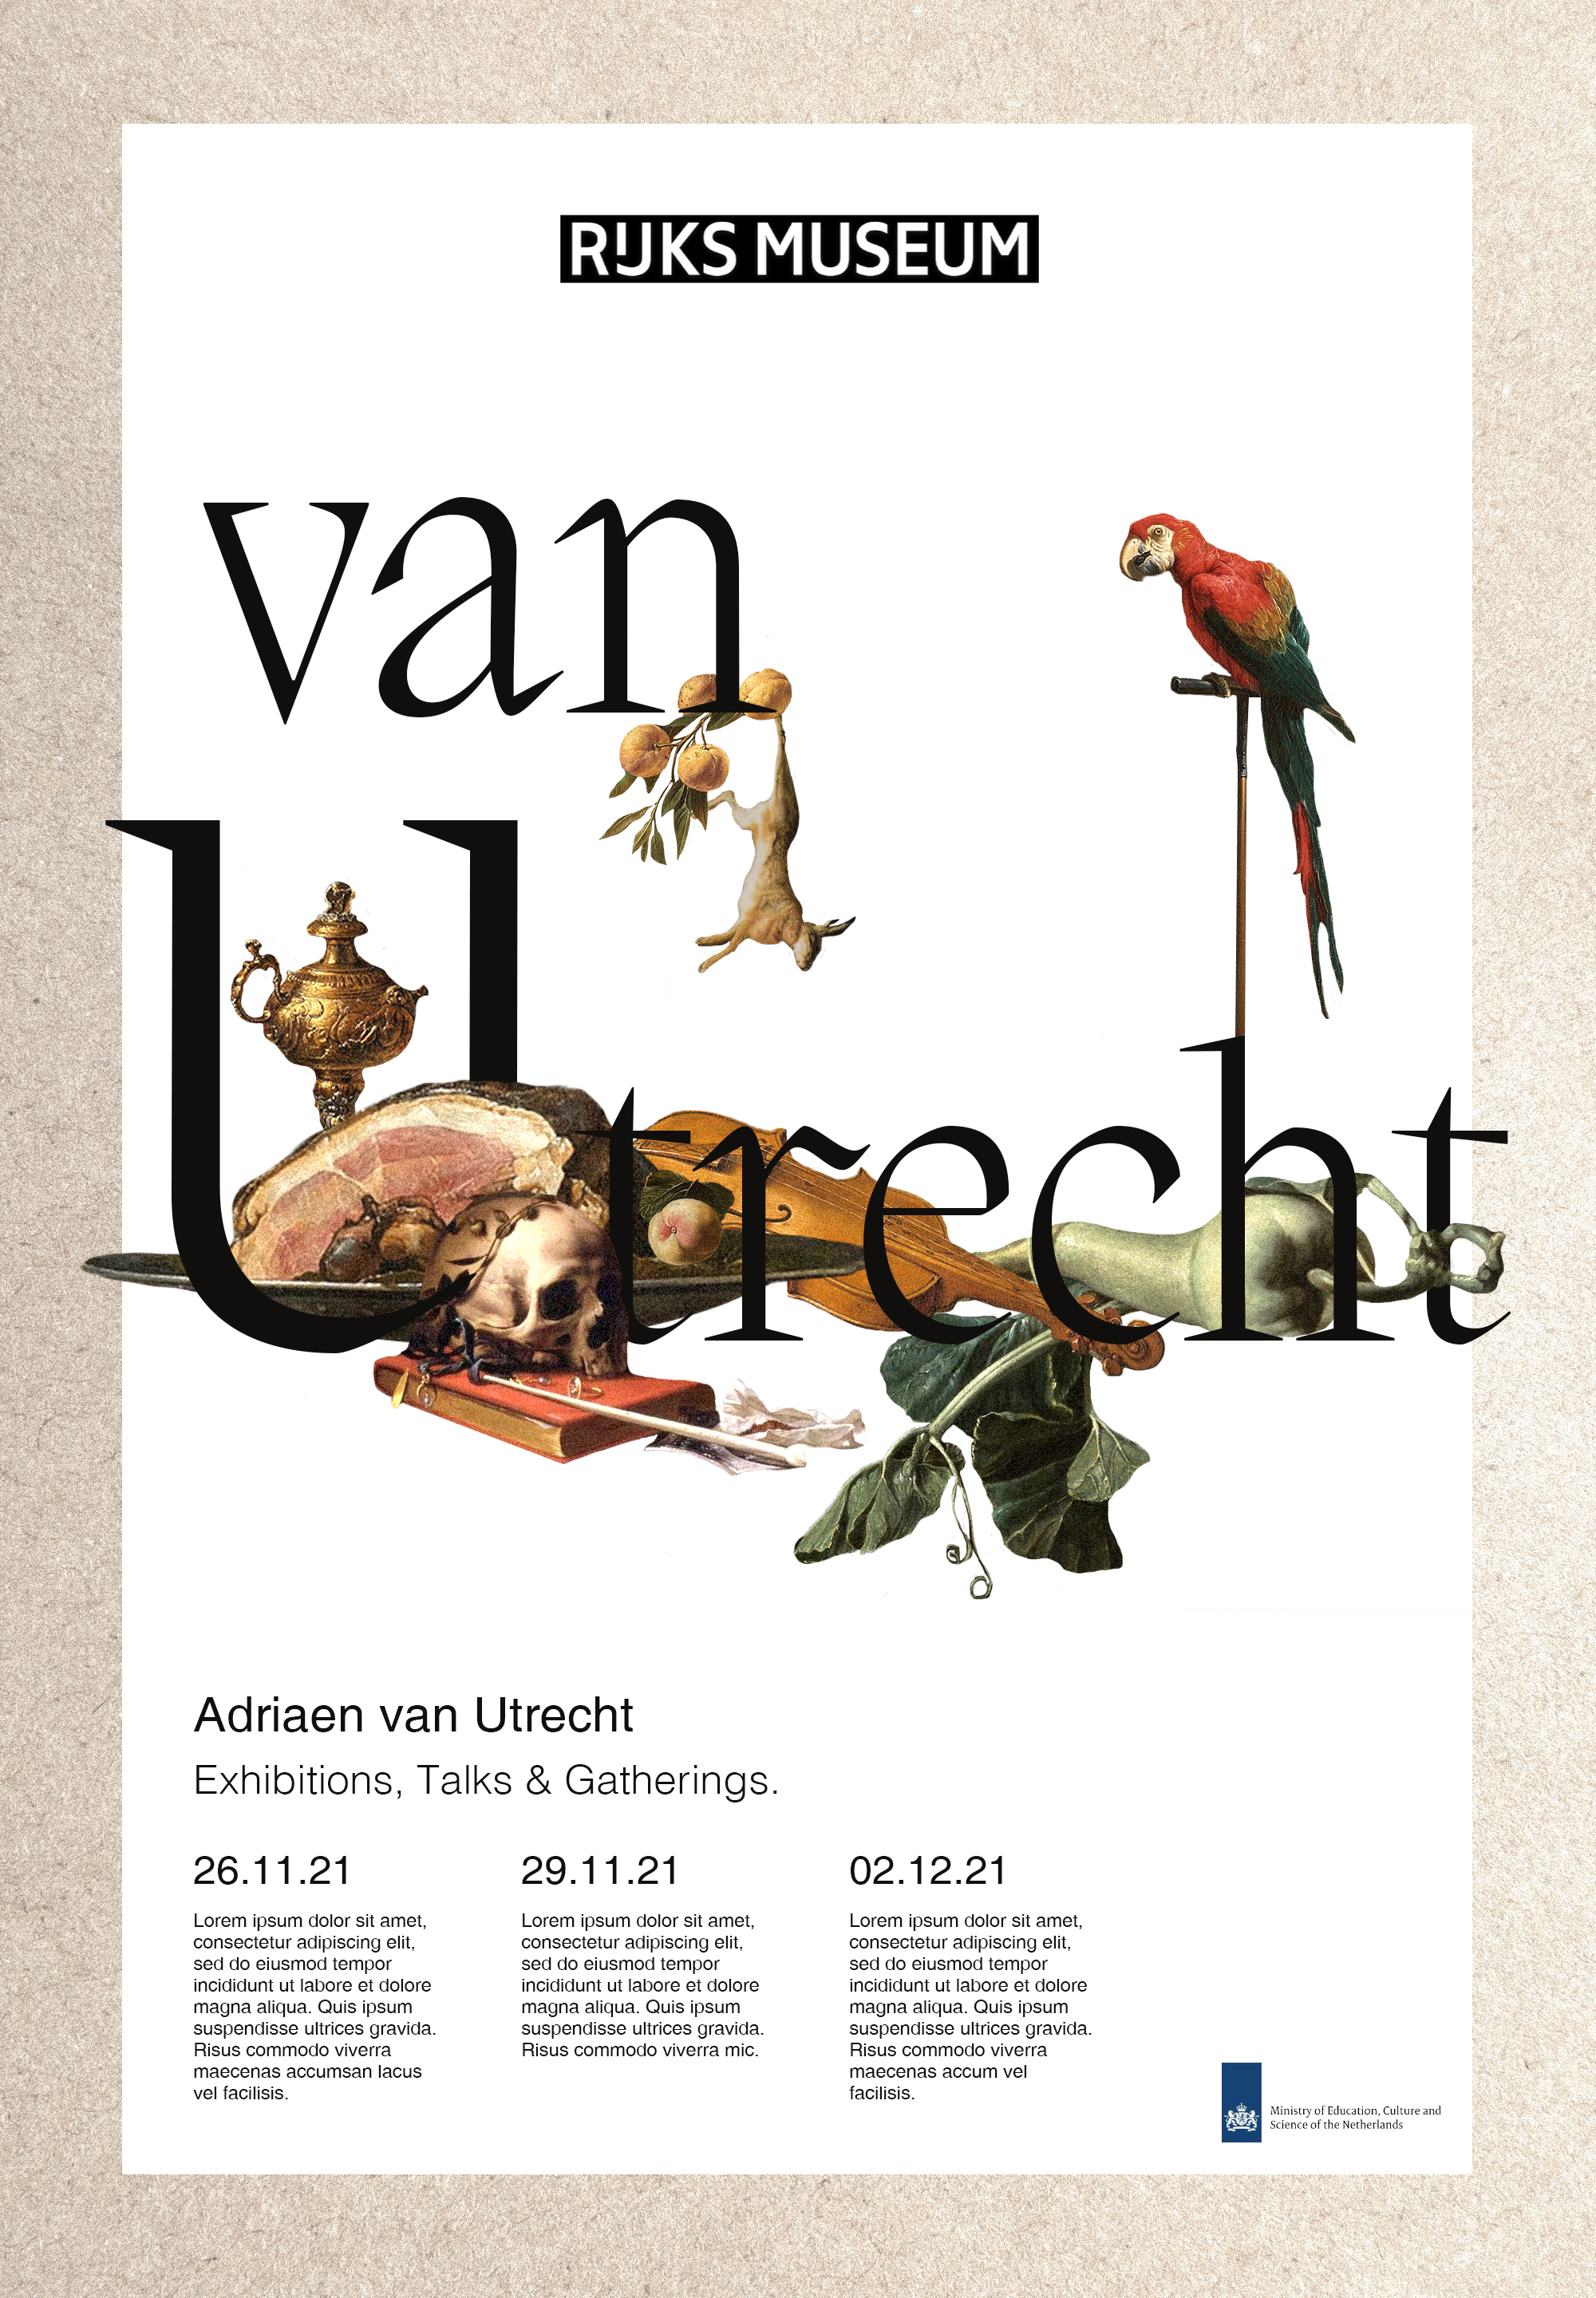 RIJKS MUSEUM
van
Utrecht
Adriaen van Utrecht
Exhibitions, Talks & Gatherings.
26.11.21
Lorem ipsum dolor sit amet,
consectetur adipiscing elit,
sed do eiusmod tempor
incididunt ut labore et dolore
magna aliqua. Quis ipsum
suspendisse ultrices gravida.
Risus commodo viverra
maecenas accumsan lacus
vel facilisis.
29.11.21
Lorem ipsum dolor sit amet,
consectetur adipiscing elit,
sed do eiusmod tempor
incididunt ut labore et dolore
magna aliqua. Quis ipsum
suspendisse ultrices gravida.
Risus commodo viverra mic.
02.12.21
Lorem ipsum dolor sit amet,
consectetur adipiscing elit,
sed do eiusmod tempor
incididunt ut labore et dolore
magna aliqua. Quis ipsum
suspendisse ultrices gravida.
Risus commodo viverra
maecenas accum vel
facilisis.
Ministry of Education, Culture and
Science of the Netherlands